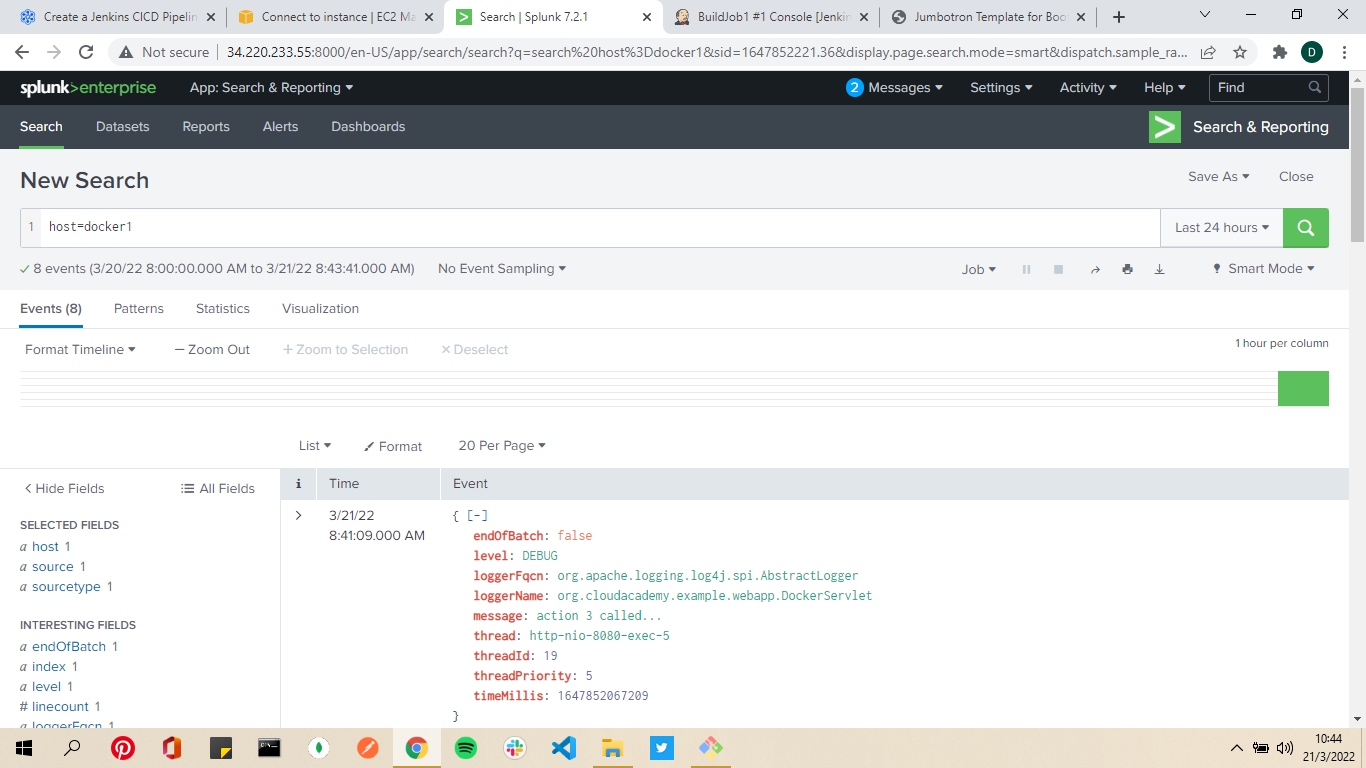 Create a Jenkins CICD Pipelin
Connect to instance | EC2 Ma
Search | Splunk 7.2.1
BuildJob1 #1 Console [Jenkin
Jumbotron Template for Boo
Not secure
34.220.233.55:8000/en-US/app/search/search?q=search%20host%3Ddocker1&sid=1647852221.36&display.page.search.mode=smart&dispatch.sample_ra...
D
splunk>enterprise
App: Search & Reporting
2 Messages
Settings
Activity
Help
Find
Search
Datasets
Reports
Alerts
Dashboards
Search & Reporting
New Search
Save As
Close
1 host=docker1
Last 24 hours
8 events (3/20/22 8:00:00.000 AM to 3/21/22 8:43:41.000 AM)
No Event Sampling
Job
Smart Mode
Events (8)
Patterns
Statistics
Visualization
Format Timeline
— Zoom Out
+ Zoom to Selection
× Deselect
1 hour per column
List
Format
20 Per Page
< Hide Fields
All Fields
i
Time
Event
SELECTED FIELDS
a host 1
a source 1
a sourcetype 1
INTERESTING FIELDS
a endOfBatch 1
a index 1
a level 1
# linecount 1
a loggerFqcn 1
3/21/22
8:41:09.000 AM
{ [-]
endOfBatch: false
level: DEBUG
loggerFqcn: org.apache.logging.log4j.spi.AbstractLogger
loggerName: org.cloudacademy.example.webapp.DockerServlet
message: action 3 called...
thread: http-nio-8080-exec-5
threadId: 19
threadPriority: 5
timeMillis: 1647852067209
}
10:44
21/3/2022